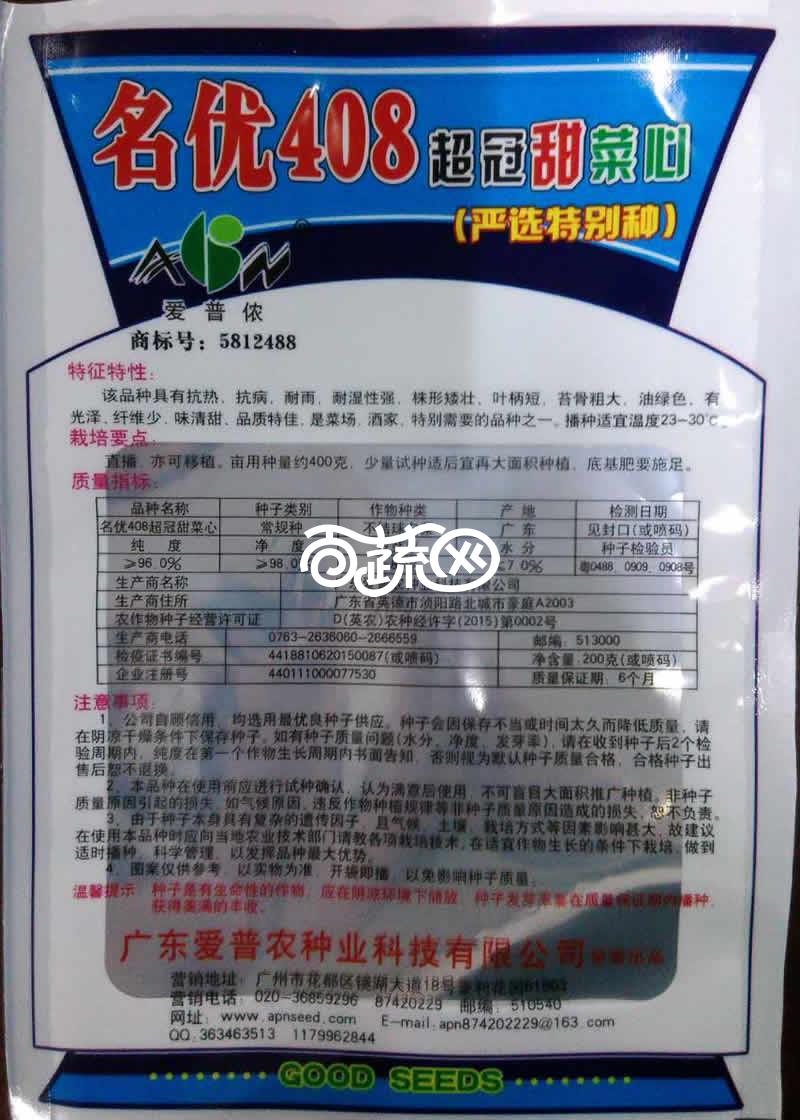 名优408超冠甜菜心
(严选特别种)
AGN ®
爱普侬
商标号：5812488
特征特性：
该品种具有抗热、抗病、耐雨、耐湿性强、株形矮壮、叶柄短、苔骨粗大、油绿色、有
光泽、纤维少、味清甜、品质特佳，是菜场、酒家、特别需要的品种之一。播种适宜温度23-30℃。
栽培要点：
直播，亦可移植。亩用种量约400克，少量试种适后宜再大面积种植，底基肥要施足。
质量指标：
品种名称 种子类别 作物种类 产地 检测日期
名优408超冠甜菜心 常规种 不结球 广东 见封口(或喷码)
纯度 净度 水分 种子检验员
≥96.0% ≥98.0 7.0% 粤0488、0909、0908号
百蔬网
生产商名称 公司
生产商住所 广东省英德市浈阳路北城市豪庭A2003
农作物种子经营许可证 D(英农)农种经许字(2015)第0002号
生产商电话 0763-2636060-2666559 邮编：513000
检疫证书编号 4418810620150087(或喷码) 净含量：200克(或喷码)
企业注册号 440111000077530 质量保证期：6个月
注意事项：
1、公司自顾信用，均选用最优良种子供应。种子会因保存不当或时间太久而降低质量，请
在阴凉干燥条件下保存种子。如有种子质量问题(水分、净度、发芽率)，请在收到种子后2个检
验周期内，纯度在第一个作物生长周期内书面告知，否则视为默认种子质量合格，合格种子出
售后恕不退换。
2、本品种在使用前应进行试种确认，认为满意后使用，不可盲目大面积推广种植。非种子
质量原因引起的损失，如气候原因，违反作物种植规律等非种子质量原因造成的损失，恕不负责。
3、由于种子本身具有复杂的遗传因子，且气候、土壤、栽培方式等因素影响甚大，故建议
在使用本品种时应向当地农业技术部门请教各项栽培技术，在适宜作物生长的条件下栽培，做到
适时播种，科学管理，以发挥品种最大优势。
4、图案仅供参考，以实物为准，开袋即播，以免影响种子质量。
温馨提示 种子是有生命性的作物，应在阴凉环境下储放，种子发芽率需在质量保证期内播种，
获得美满的丰收。
广东爱普农种业科技有限公司
营销地址：广州市花都区镜湖大道18号
营销电话：020-36859296 87420229 邮编：510540
网址：www.apnseed.com E-mail.apn874202229@163.com
QQ.363463513 1179962844
GOOD SEEDS